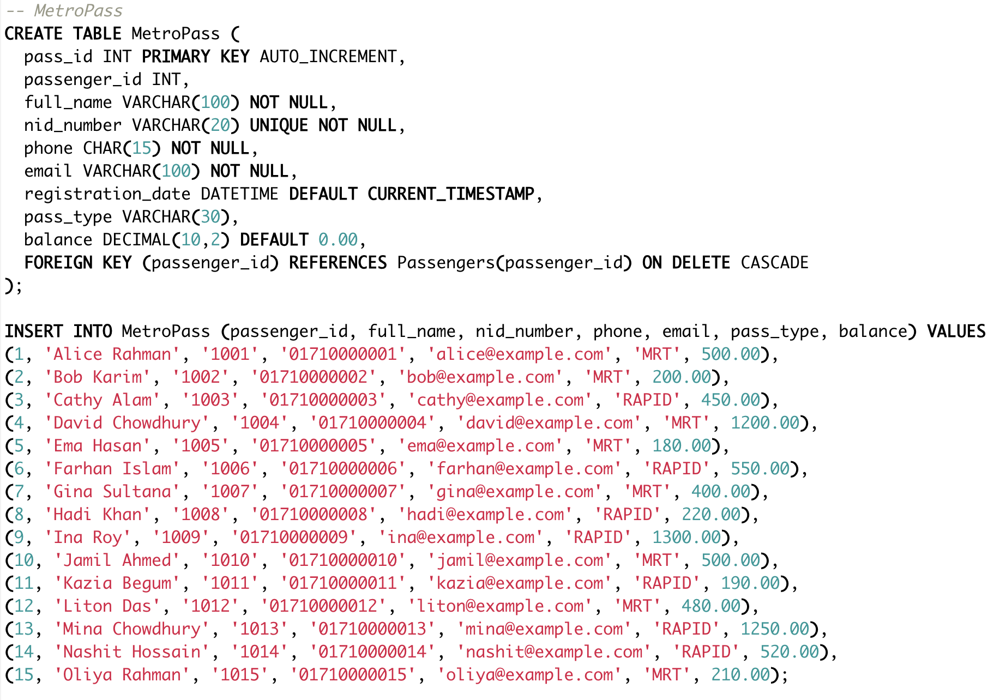 -- MetroPass
CREATE TABLE MetroPass (
  pass_id INT PRIMARY KEY AUTO_INCREMENT,
  passenger_id INT,
  full_name VARCHAR(100) NOT NULL,
  nid_number VARCHAR(20) UNIQUE NOT NULL,
  phone CHAR(15) NOT NULL,
  email VARCHAR(100) NOT NULL,
  registration_date DATETIME DEFAULT CURRENT_TIMESTAMP,
  pass_type VARCHAR(30),
  balance DECIMAL(10,2) DEFAULT 0.00,
  FOREIGN KEY (passenger_id) REFERENCES Passengers(passenger_id) ON DELETE CASCADE
);

INSERT INTO MetroPass (passenger_id, full_name, nid_number, phone, email, pass_type, balance) VALUES
(1, 'Alice Rahman', '1001', '01710000001', 'alice@example.com', 'MRT', 500.00),
(2, 'Bob Karim', '1002', '01710000002', 'bob@example.com', 'MRT', 200.00),
(3, 'Cathy Alam', '1003', '01710000003', 'cathy@example.com', 'RAPID', 450.00),
(4, 'David Chowdhury', '1004', '01710000004', 'david@example.com', 'MRT', 1200.00),
(5, 'Ema Hasan', '1005', '01710000005', 'ema@example.com', 'MRT', 180.00),
(6, 'Farhan Islam', '1006', '01710000006', 'farhan@example.com', 'RAPID', 550.00),
(7, 'Gina Sultana', '1007', '01710000007', 'gina@example.com', 'MRT', 400.00),
(8, 'Hadi Khan', '1008', '01710000008', 'hadi@example.com', 'RAPID', 220.00),
(9, 'Ina Roy', '1009', '01710000009', 'ina@example.com', 'RAPID', 1300.00),
(10, 'Jamil Ahmed', '1010', '01710000010', 'jamil@example.com', 'MRT', 500.00),
(11, 'Kazia Begum', '1011', '01710000011', 'kazia@example.com', 'RAPID', 190.00),
(12, 'Liton Das', '1012', '01710000012', 'liton@example.com', 'MRT', 480.00),
(13, 'Mina Chowdhury', '1013', '01710000013', 'mina@example.com', 'RAPID', 1250.00),
(14, 'Nashit Hossain', '1014', '01710000014', 'nashit@example.com', 'RAPID', 520.00),
(15, 'Oliya Rahman', '1015', '01710000015', 'oliya@example.com', 'MRT', 210.00);